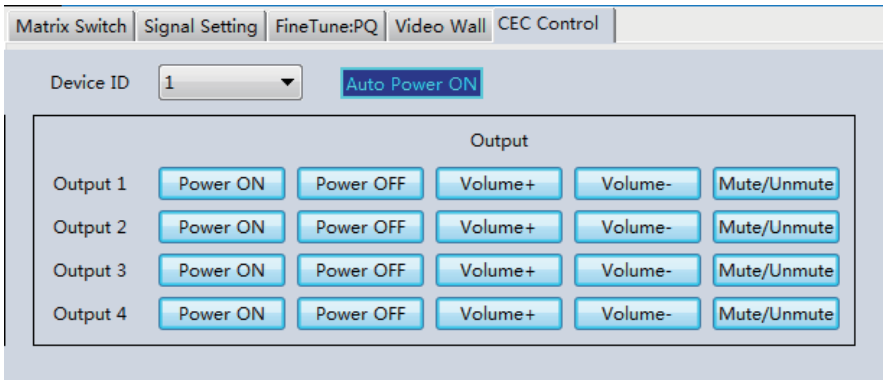 Matrix Switch Signal Setting FineTune:PQ Video Wall CEC Control
Device ID 1 Auto Power ON
Output
Output 1 Power ON Power OFF Volume+ Volume- Mute/Unmute
Output 2 Power ON Power OFF Volume+ Volume- Mute/Unmute
Output 3 Power ON Power OFF Volume+ Volume- Mute/Unmute
Output 4 Power ON Power OFF Volume+ Volume- Mute/Unmute